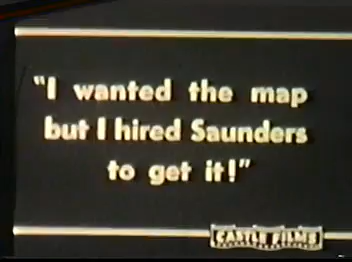 "I wanted the map
but I hired Saunders
to get it!"
CASTLE FILMS